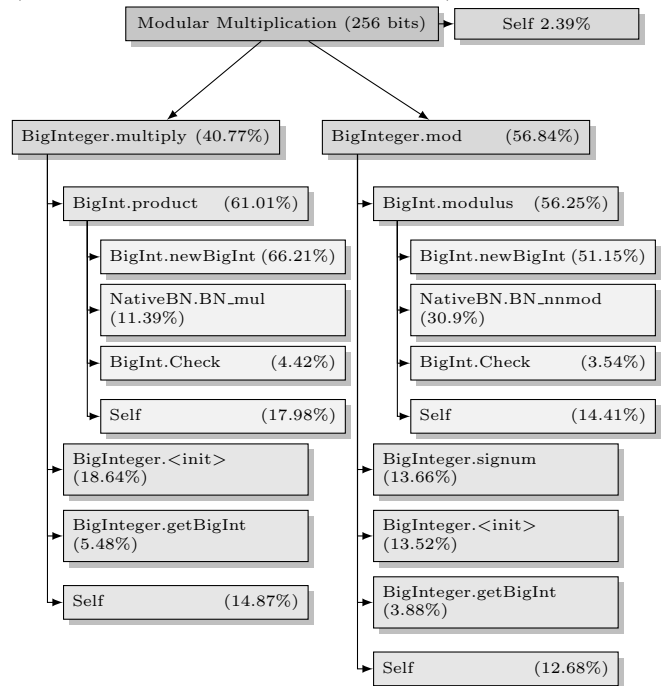 Modular Multiplication (256 bits)
Self 2.39%
BigInteger.multiply (40.77%)
BigInt.product (61.01%)
BigInt.newBigInt (66.21%)
NativeBN.BN_mul
(11.39%)
BigInt.Check (4.42%)
Self (17.98%)
BigInteger.<init>
(18.64%)
BigInteger.getBigInt
(5.48%)
Self (14.87%)
BigInteger.mod (56.84%)
BigInt.modulus (56.25%)
BigInt.newBigInt (51.15%)
NativeBN.BN_nnmod
(30.9%)
BigInt.Check (3.54%)
Self (14.41%)
BigInteger.signum
(13.66%)
BigInteger.<init>
(13.52%)
BigInteger.getBigInt
(3.88%)
Self (12.68%)